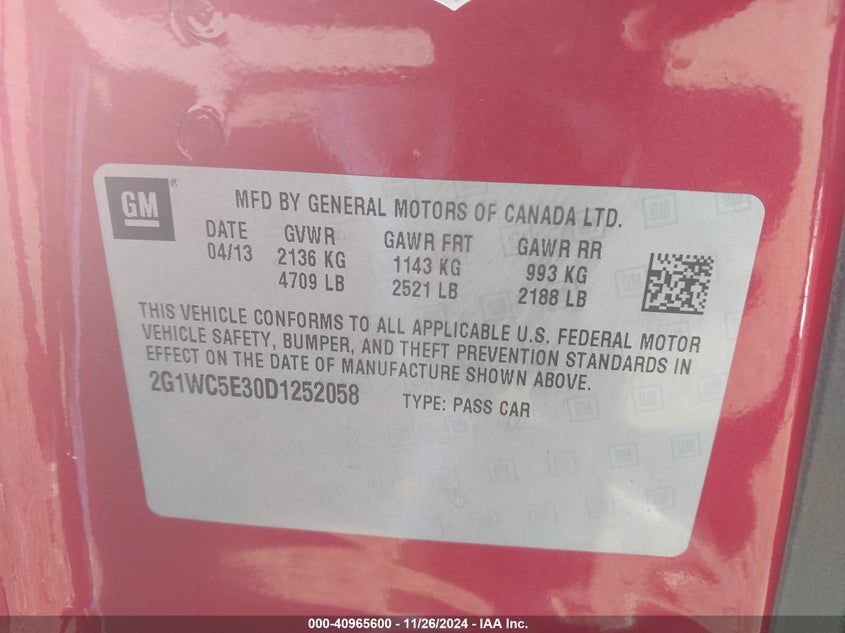 GM®
MFD BY GENERAL MOTORS OF CANADA LTD.
DATE GVWR GAWR FRT GAWR RR
04/13 2136 KG 1143 KG 993 KG
4709 LB 2521 LB 2188 LB
THIS VEHICLE CONFORMS TO ALL APPLICABLE U.S. FEDERAL MOTOR
VEHICLE SAFETY, BUMPER, AND THEFT PREVENTION STANDARDS IN
EFFECT ON THE DATE OF MANUFACTURE SHOWN ABOVE.
2G1WC5E30D1252058 TYPE: PASS CAR
000-40965600 - 11/26/2024 - IAA Inc.